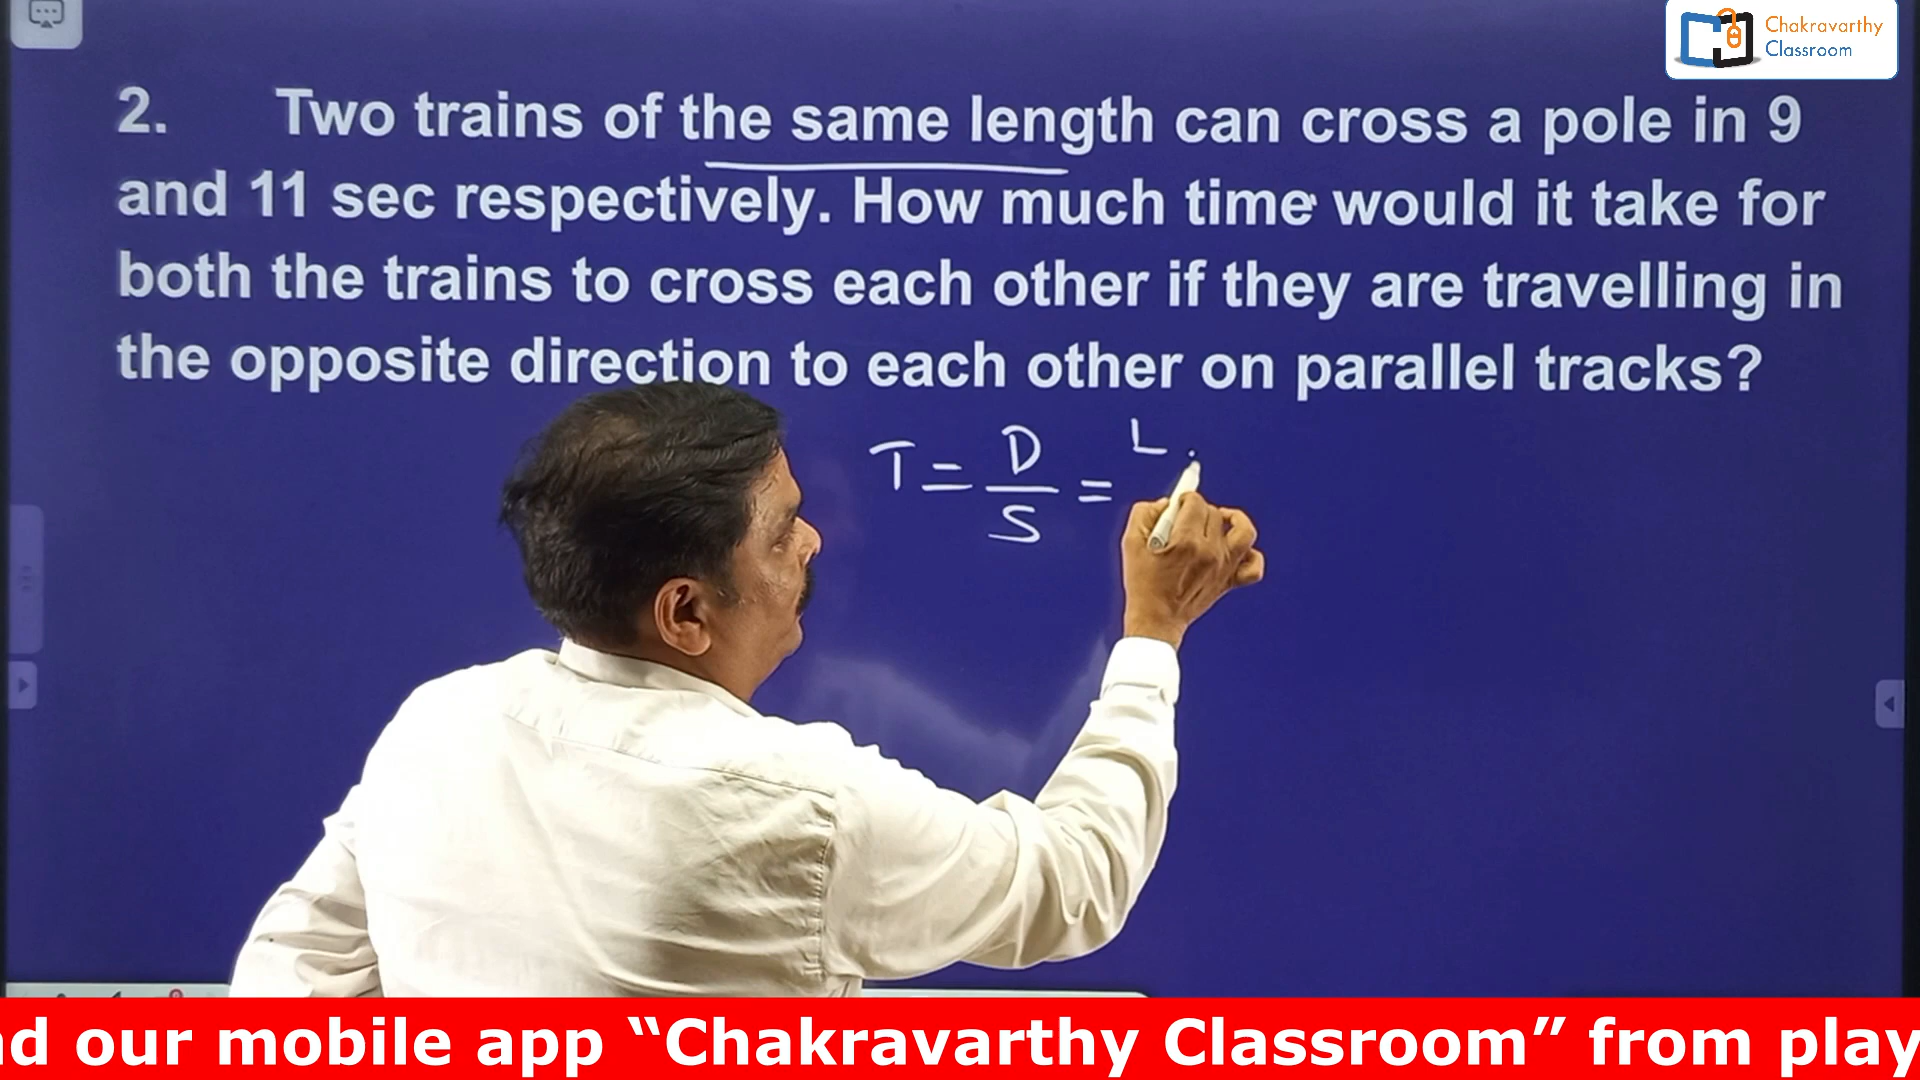 Chakravarthy
Classroom
2. Two trains of the same length can cross a pole in 9
and 11 sec respectively. How much time would it take for
both the trains to cross each other if they are travelling in
the opposite direction to each other on parallel tracks?
T = D/S = L
our mobile app “Chakravarthy Classroom” from play